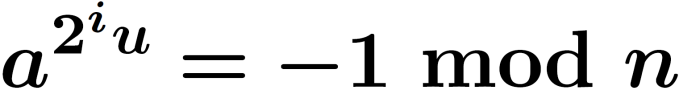 $a^{2^i u} = -1 \mod n$